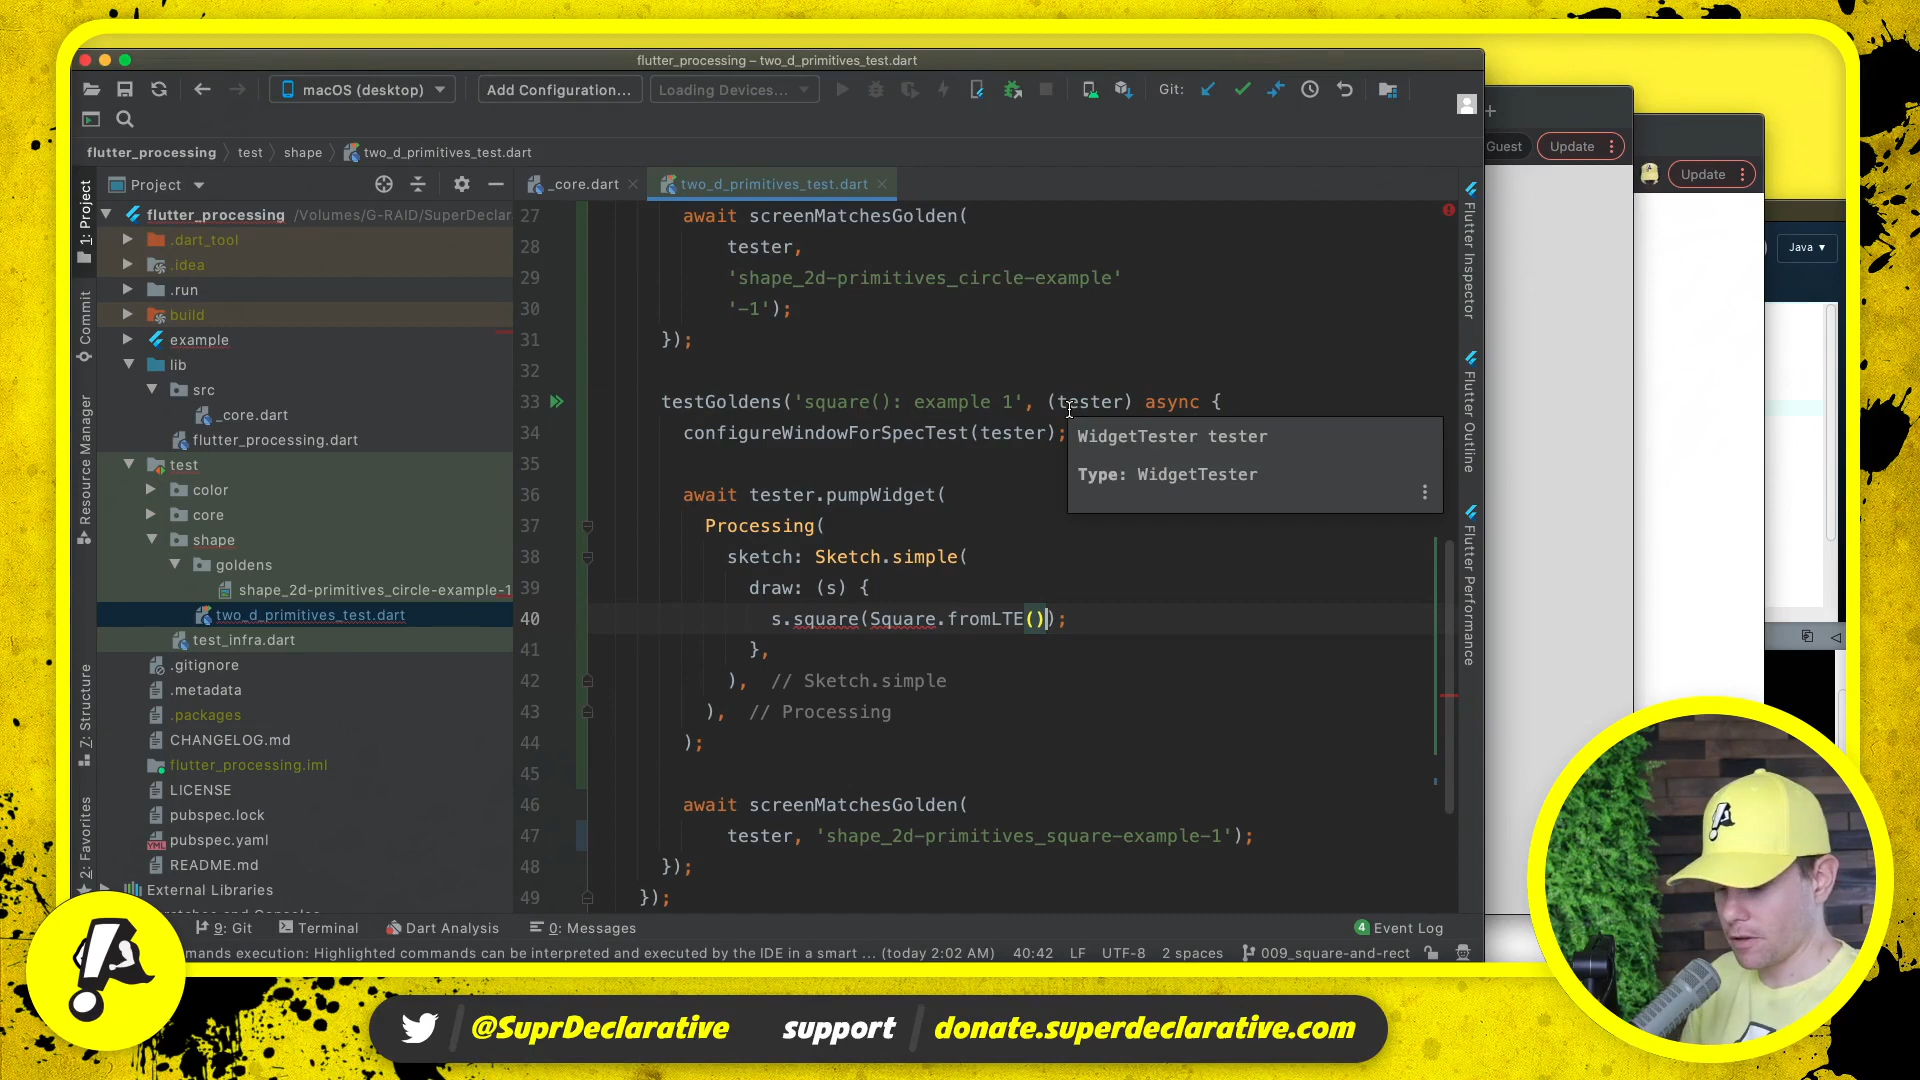 flutter_processing – two_d_primitives_test.dart
macOS (desktop)
Add Configuration...
Loading Devices...
Git:
flutter_processing
test
shape
two_d_primitives_test.dart
Project
_core.dart
two_d_primitives_test.dart
1: Project
Commit
Resource Manager
7: Structure
2: Favorites
flutter_processing /Volumes/G-RAID/SuperDeclar
.dart_tool
.idea
.run
build
example
lib
src
_core.dart
flutter_processing.dart
test
color
core
shape
goldens
shape_2d-primitives_circle-example-1
two_d_primitives_test.dart
test_infra.dart
.gitignore
.metadata
.packages
CHANGELOG.md
flutter_processing.iml
LICENSE
pubspec.lock
pubspec.yaml
README.md
External Libraries
27 await screenMatchesGolden(
28 tester,
29 'shape_2d-primitives_circle-example'
30 '-1');
31 });
32
33 testGoldens('square(): example 1', (tester) async {
34 configureWindowForSpecTest(tester);
35
36 await tester.pumpWidget(
37 Processing(
38 sketch: Sketch.simple(
39 draw: (s) {
40 s.square(Square.fromLTE());
41 },
42 ), // Sketch.simple
43 ), // Processing
44 );
45
46 await screenMatchesGolden(
47 tester, 'shape_2d-primitives_square-example-1');
48 });
49 });
WidgetTester tester
Type: WidgetTester
Flutter Inspector
Flutter Outline
Flutter Performance
Guest
Update
Update
Java
9: Git
Terminal
Dart Analysis
0: Messages
4 Event Log
mands execution: Highlighted commands can be interpreted and executed by the IDE in a smart ... (today 2:02 AM)
40:42
LF
UTF-8
2 spaces
009_square-and-rect
@SuprDeclarative
support
donate.superdeclarative.com